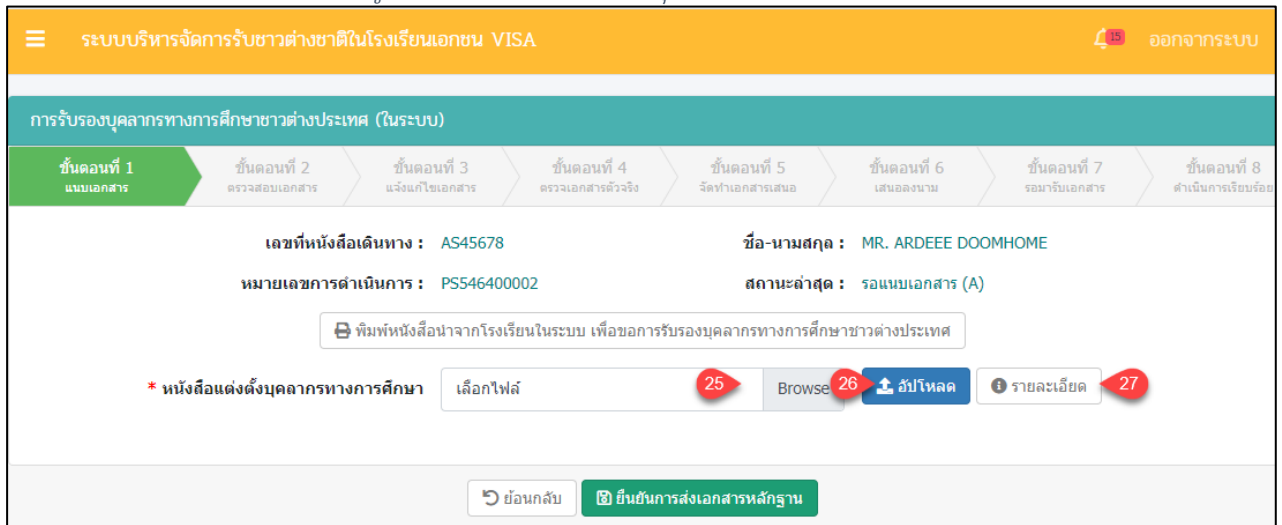 ระบบบริหารจัดการรับชาวต่างชาติในโรงเรียนเอกชน VISA 15 ออกจากระบบ
การรับรองบุคลากรทางการศึกษาชาวต่างประเทศ (ในระบบ)
ขั้นตอนที่ 1 ขั้นตอนที่ 2 ขั้นตอนที่ 3 ขั้นตอนที่ 4 ขั้นตอนที่ 5 ขั้นตอนที่ 6 ขั้นตอนที่ 7 ขั้นตอนที่ 8
แนบเอกสาร ตรวจสอบเอกสาร แจ้งแก้ไขเอกสาร ตรวจเอกสารตัวจริง จัดทำเอกสารเสนอ เสนอลงนาม รอมารับเอกสาร ดำเนินการเรียบร้อย
เลขที่หนังสือเดินทาง : AS45678 ชื่อ-นามสกุล : MR. ARDEEE DOOMHOME
หมายเลขการดำเนินการ : PS546400002 สถานะล่าสุด : รอแนบเอกสาร (A)
พิมพ์หนังสือนำจากโรงเรียนในระบบ เพื่อขอการรับรองบุคลากรทางการศึกษาชาวต่างประเทศ
* หนังสือแต่งตั้งบุคลากรทางการศึกษา เลือกไฟล์ 25 Browse 26 อัปโหลด รายละเอียด 27
ย้อนกลับ ยืนยันการส่งเอกสารหลักฐาน